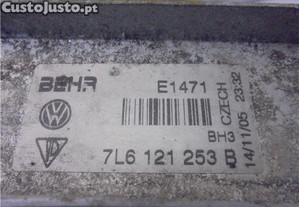 CustoJusto.pt
BEHR E1471
BH3
CZECH
14/11/05 23:32
7L6 121 253 B